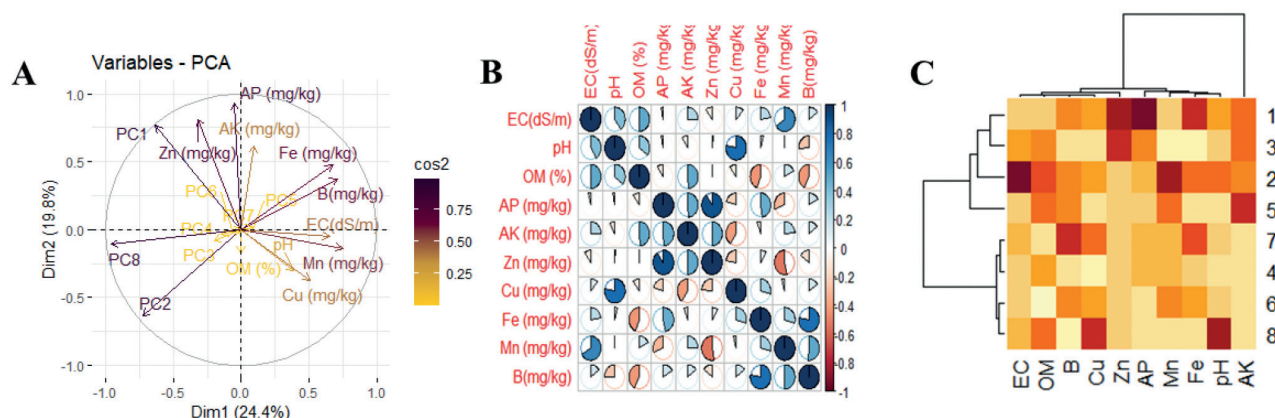 A
Variables - PCA
Dim2 (19.8%)
1.0
0.5
0.0
-0.5
-1.0
-1.0
-0.5
0.0
0.5
1.0
Dim1 (24.4%)
AP (mg/kg)
PC1
AK (mg/kg)
Zn (mg/kg)
Fe (mg/kg)
PC6
PC5
B(mg/kg)
EC(dS/m)
PC4
pH
PC3
OM (%)
Mn (mg/kg)
PC8
PC2
Cu (mg/kg)
cos2
0.75
0.50
0.25
B
EC(dS/m)
pH
OM (%)
AP (mg/kg)
AK (mg/kg)
Zn (mg/kg)
Cu (mg/kg)
Fe (mg/kg)
Mn (mg/kg)
B(mg/kg)
EC(dS/m)
pH
OM (%)
AP (mg/kg)
AK (mg/kg)
Zn (mg/kg)
Cu (mg/kg)
Fe (mg/kg)
Mn (mg/kg)
B(mg/kg)
1
0.8
0.6
0.4
0.2
0
-0.2
-0.4
-0.6
-0.8
-1
C
1
3
2
5
7
4
6
8
EC
OM
B
Cu
Zn
AP
Mn
Fe
pH
AK